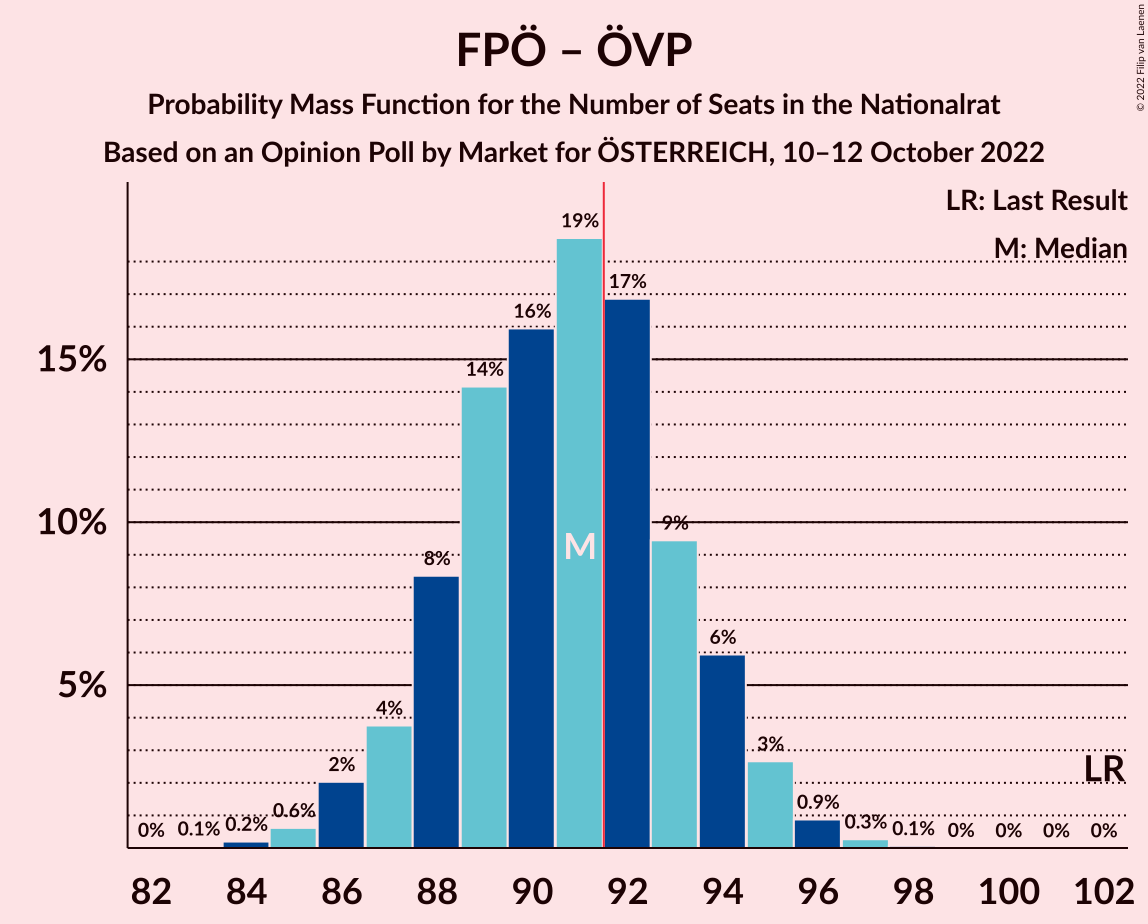 FPÖ – ÖVP
Probability Mass Function for the Number of Seats in the Nationalrat
Based on an Opinion Poll by Market for ÖSTERREICH, 10–12 October 2022
© 2022 Filip van Laenen
LR: Last Result
M: Median
15%
10%
5%
0%
0.1%
0.2%
0.6%
2%
4%
8%
14%
16%
19%
17%
9%
6%
3%
0.9%
0.3%
0.1%
0%
0%
0%
0%
M
LR
82 84 86 88 90 92 94 96 98 100 102